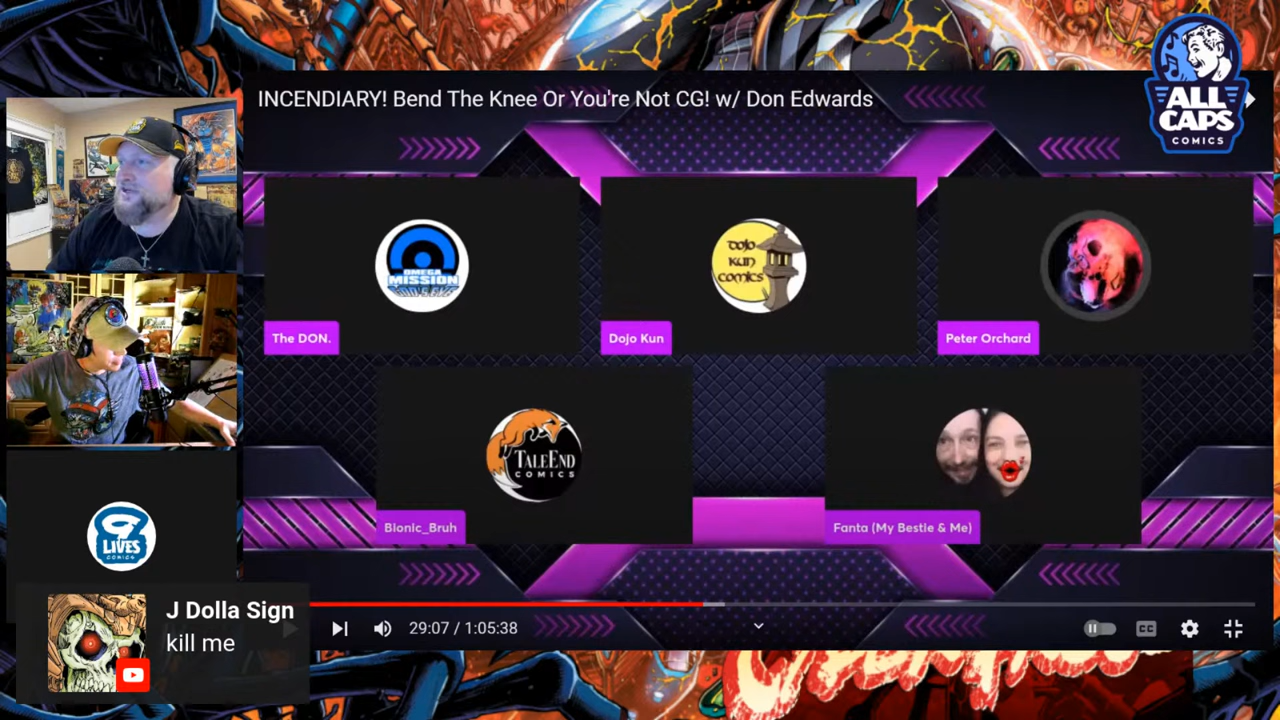 INCENDIARY! Bend The Knee Or You're Not CG! w/ Don Edwards
ALL
CAPS
COMICS
OMEGA
MISSION
The DON.
DOJO
KUN
COMICS
Dojo Kun
Peter Orchard
TALEEND
COMICS
Bionic_Bruh
Fanta (My Bestie & Me)
9
LIVES
COMICS
J Dolla Sign
kill me
29:07 / 1:05:38
CC